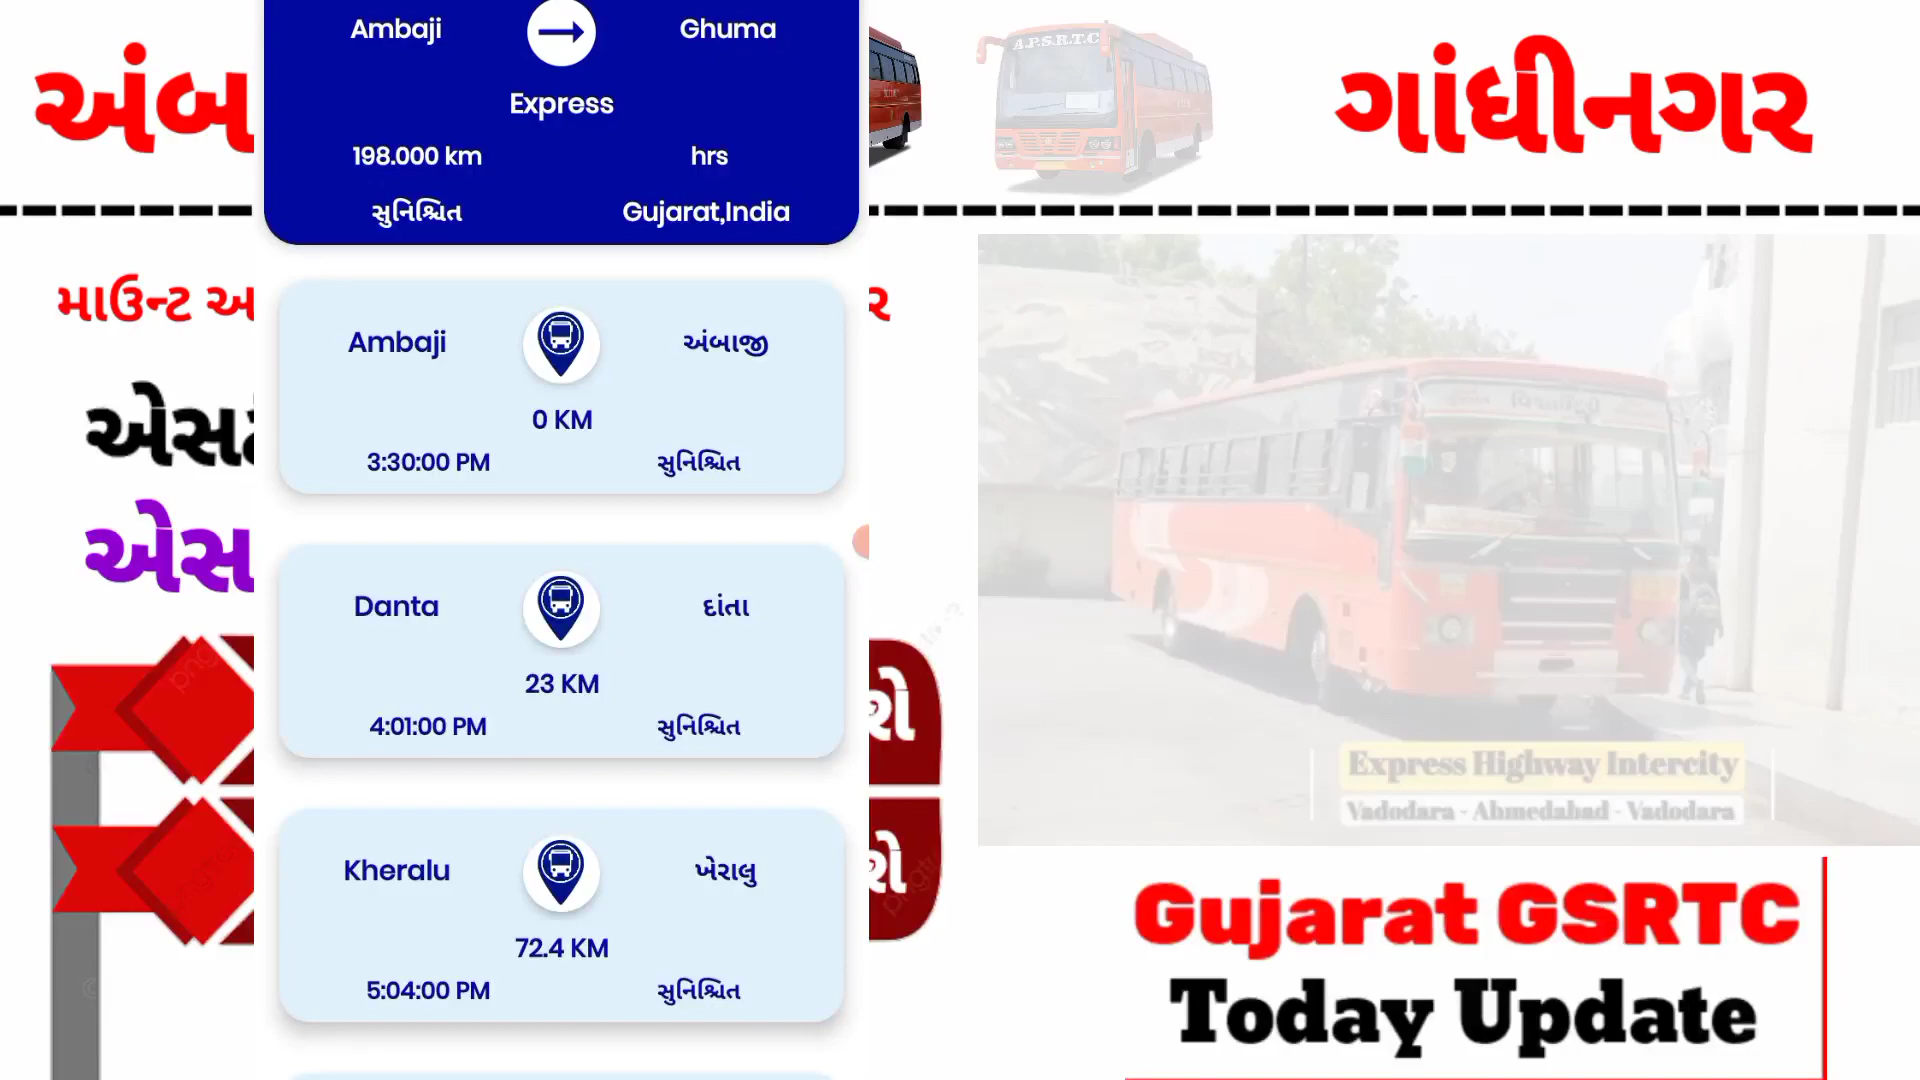 અંબ
Ambaji
Ghuma
Express
198.000 km
hrs
સુનિશ્ચિત
Gujarat,India
A.P.S.R.T.C
ગાંધીનગર
માઉન્ટ
Ambaji
અંબાજી
0 KM
3:30:00 PM
સુનિશ્ચિત
Danta
દાંતા
23 KM
4:01:00 PM
સુનિશ્ચિત
Kheralu
ખેરાલુ
72.4 KM
5:04:00 PM
સુનિશ્ચિત
Express Highway Intercity
Vadodara - Ahmedabad - Vadodara
Gujarat GSRTC
Today Update